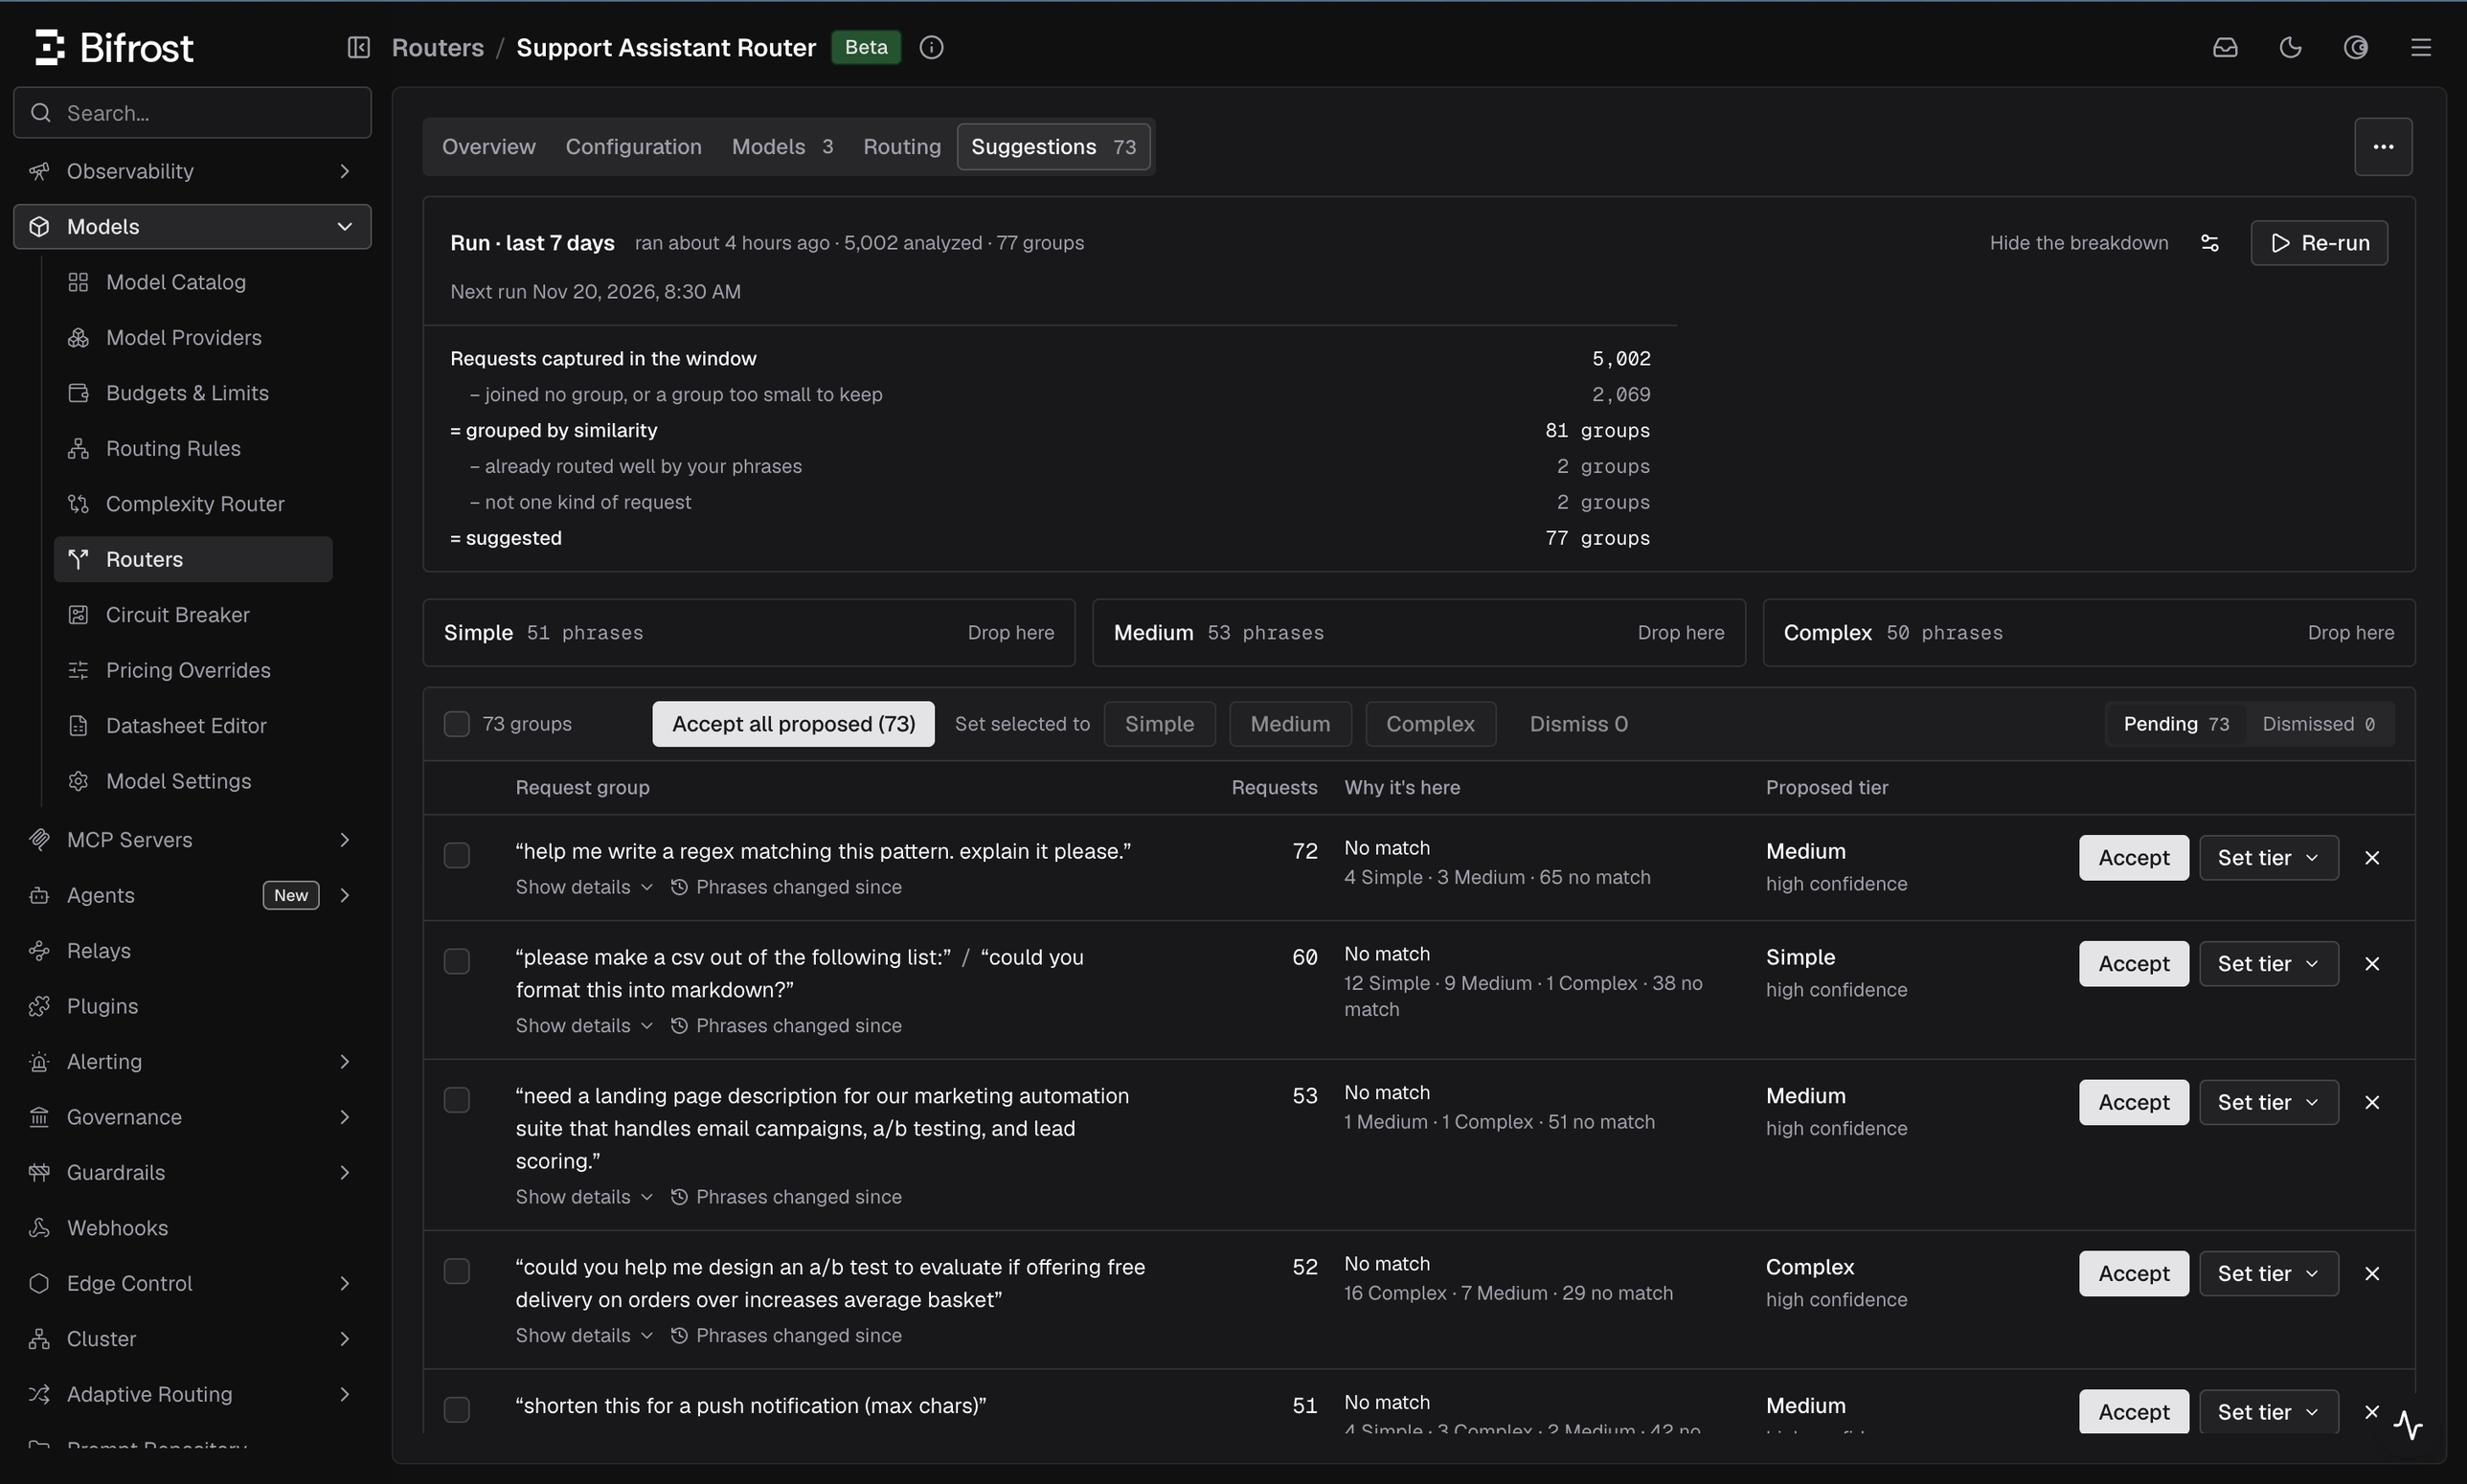 Bifrost
Routers / Support Assistant Router Beta
Search...
Observability
Models
Model Catalog
Model Providers
Budgets & Limits
Routing Rules
Complexity Router
Routers
Circuit Breaker
Pricing Overrides
Datasheet Editor
Model Settings
MCP Servers
Agents New
Relays
Plugins
Alerting
Governance
Guardrails
Webhooks
Edge Control
Cluster
Adaptive Routing
Prompt Repository
Overview Configuration Models 3 Routing Suggestions 73
Run · last 7 days ran about 4 hours ago · 5,002 analyzed · 77 groups Hide the breakdown Re-run
Next run Nov 20, 2026, 8:30 AM
Requests captured in the window 5,002
– joined no group, or a group too small to keep 2,069
= grouped by similarity 81 groups
– already routed well by your phrases 2 groups
– not one kind of request 2 groups
= suggested 77 groups
Simple 51 phrases Drop here
Medium 53 phrases Drop here
Complex 50 phrases Drop here
73 groups Accept all proposed (73) Set selected to Simple Medium Complex Dismiss 0 Pending 73 Dismissed 0
Request group Requests Why it's here Proposed tier
“help me write a regex matching this pattern. explain it please.” 72 No match Medium Accept Set tier
4 Simple · 3 Medium · 65 no match high confidence
Show details Phrases changed since
“please make a csv out of the following list:” / “could you 60 No match Simple Accept Set tier
format this into markdown?” 12 Simple · 9 Medium · 1 Complex · 38 no high confidence
match
Show details Phrases changed since
“need a landing page description for our marketing automation 53 No match Medium Accept Set tier
suite that handles email campaigns, a/b testing, and lead 1 Medium · 1 Complex · 51 no match high confidence
scoring.”
Show details Phrases changed since
“could you help me design an a/b test to evaluate if offering free 52 No match Complex Accept Set tier
delivery on orders over increases average basket” 16 Complex · 7 Medium · 29 no match high confidence
Show details Phrases changed since
“shorten this for a push notification (max chars)” 51 No match Medium Accept Set tier
4 Simple · 3 Complex · 2 Medium · 42 no